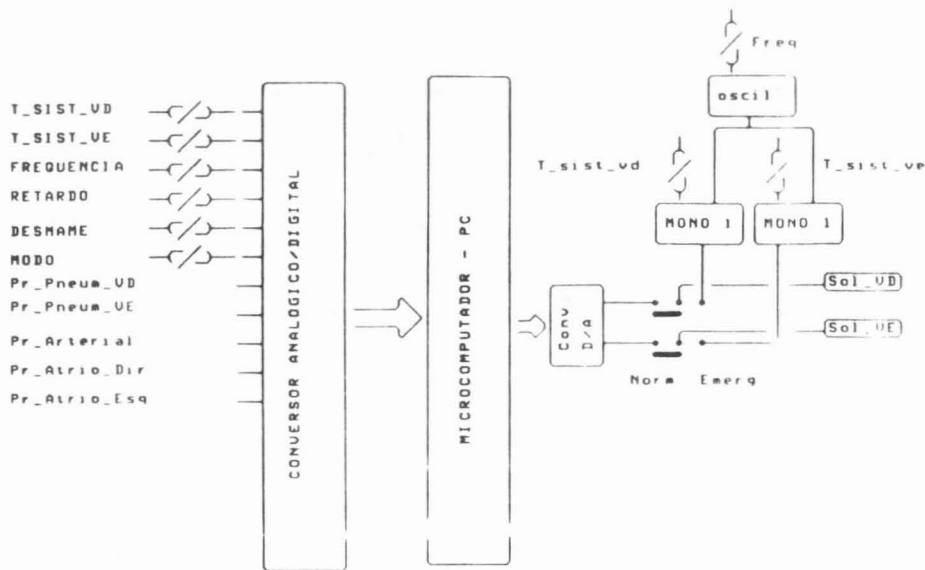 T_SIST_VD
T_SIST_VE
FREQUENCIA
RETARDO
DESMAME
MODO
Pr_Pneum_VD
Pr_Pneum_VE
Pr_Arterial
Pr_Atrio_Dir
Pr_Atrio_Esq
CONVERSOR ANALOGICO/DIGITAL
MICROCOMPUTADOR - PC
Freq
oscil
T_sist_vd
T_sist_ve
MONO 1
MONO 1
Conv
D/a
Sol_VD
Sol_VE
Norm Emerg